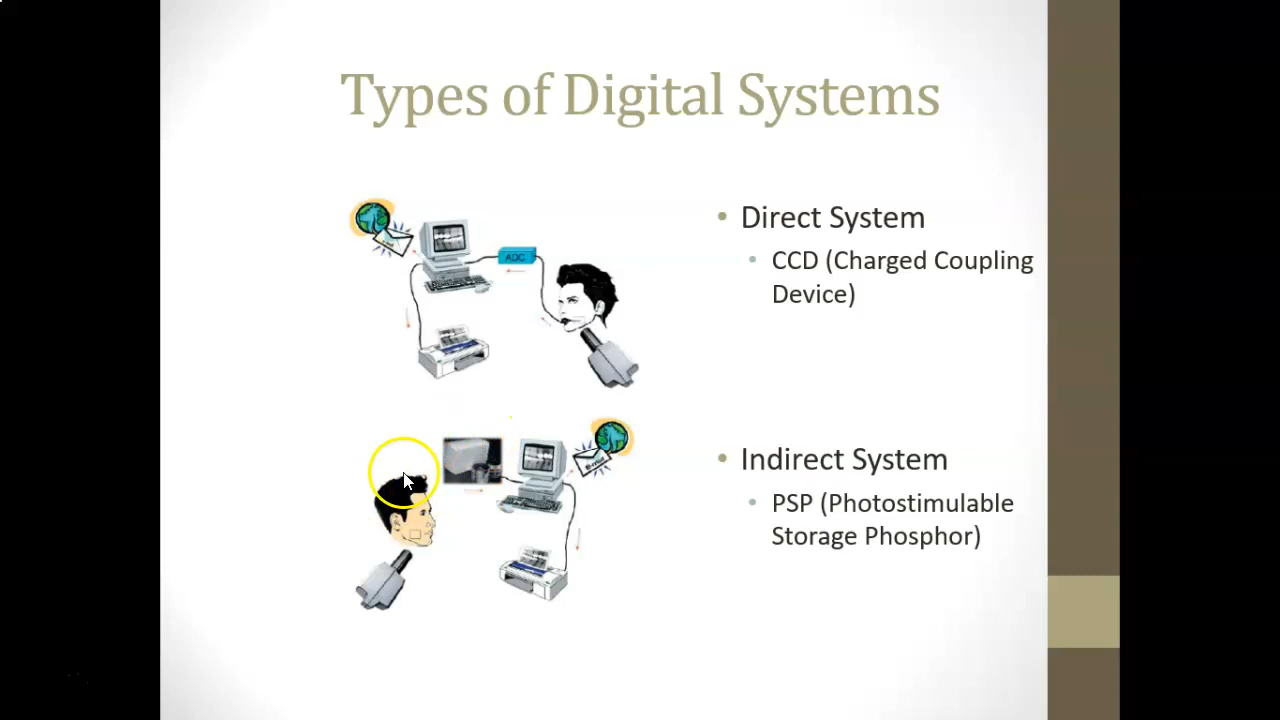 Types of Digital Systems
ADC
• Direct System
• CCD (Charged Coupling
Device)
• Indirect System
• PSP (Photostimulable
Storage Phosphor)